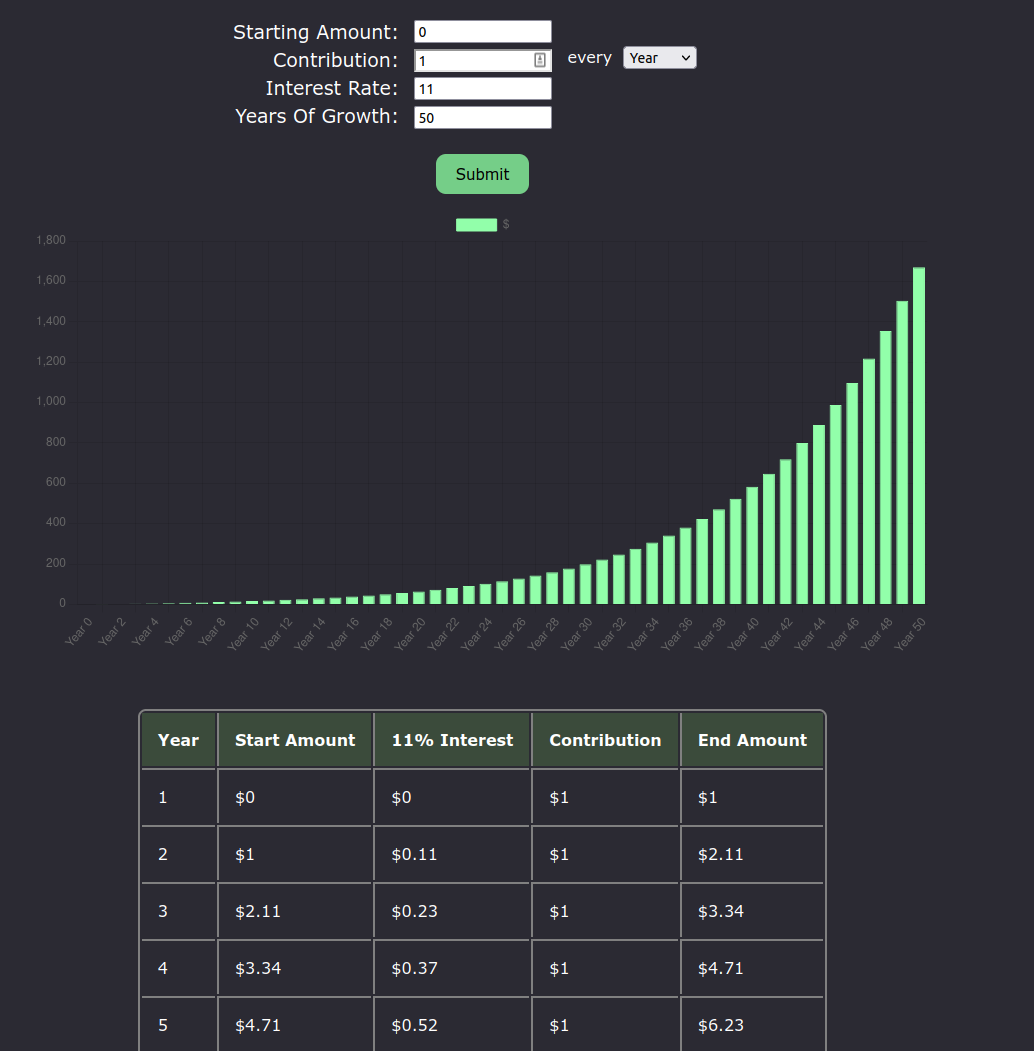 Starting Amount: 0
Contribution: 1 every Year
Interest Rate: 11
Years Of Growth: 50
Submit
$
1,800
1,600
1,400
1,200
1,000
800
600
400
200
0
Year 0 Year 2 Year 4 Year 6 Year 8 Year 10 Year 12 Year 14 Year 16 Year 18 Year 20 Year 22 Year 24 Year 26 Year 28 Year 30 Year 32 Year 34 Year 36 Year 38 Year 40 Year 42 Year 44 Year 46 Year 48 Year 50
Year Start Amount 11% Interest Contribution End Amount
1 $0 $0 $1 $1
2 $1 $0.11 $1 $2.11
3 $2.11 $0.23 $1 $3.34
4 $3.34 $0.37 $1 $4.71
5 $4.71 $0.52 $1 $6.23